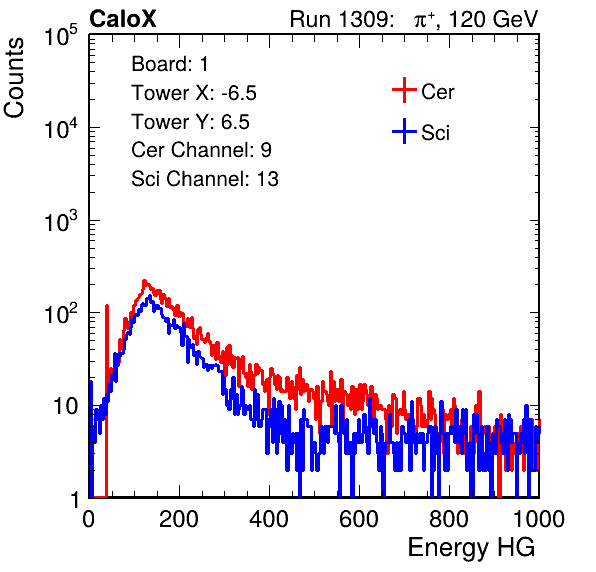 CaloX Run 1309: π⁺, 120 GeV
Counts
10⁵
10⁴
10³
10²
10
1
Board: 1
Tower X: -6.5
Tower Y: 6.5
Cer Channel: 9
Sci Channel: 13
Cer
Sci
0 200 400 600 800 1000
Energy HG